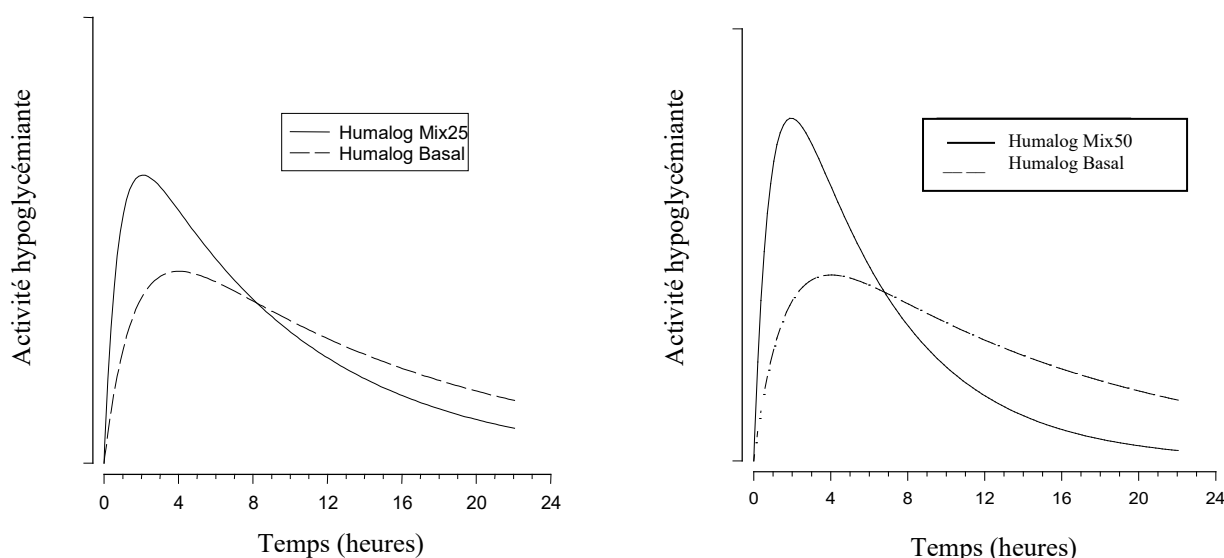 Activité hypoglycémiante
Humalog Mix25
Humalog Basal
0 4 8 12 16 20 24
Temps (heures)
Activité hypoglycémiante
Humalog Mix50
Humalog Basal
0 4 8 12 16 20 24
Temps (heures)